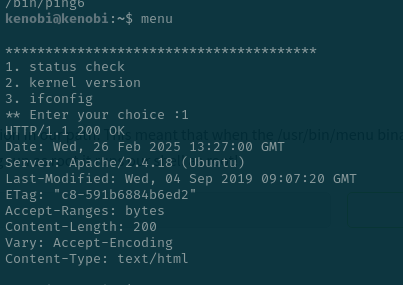 /bin/ping6
kenobi@kenobi:~$ menu
***************************************
1. status check
2. kernel version
3. ifconfig
** Enter your choice :1
HTTP/1.1 200 OK
Date: Wed, 26 Feb 2025 13:27:00 GMT
Server: Apache/2.4.18 (Ubuntu)
Last-Modified: Wed, 04 Sep 2019 09:07:20 GMT
ETag: "c8-591b6884b6ed2"
Accept-Ranges: bytes
Content-Length: 200
Vary: Accept-Encoding
Content-Type: text/html